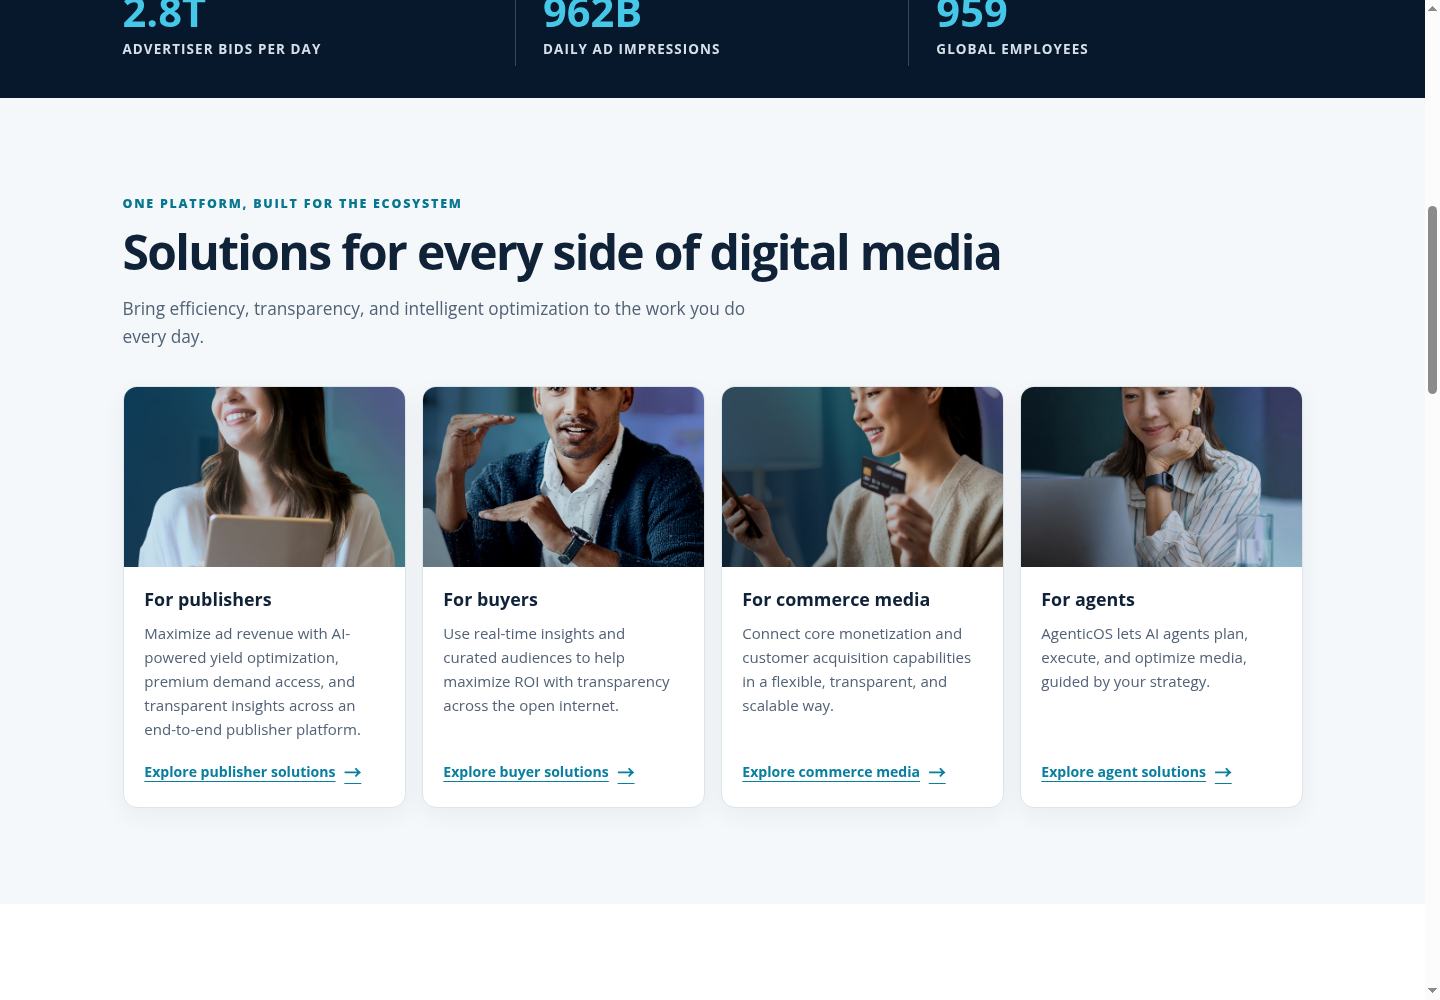 2.8T
ADVERTISER BIDS PER DAY
962B
DAILY AD IMPRESSIONS
959
GLOBAL EMPLOYEES
ONE PLATFORM, BUILT FOR THE ECOSYSTEM
Solutions for every side of digital media
Bring efficiency, transparency, and intelligent optimization to the work you do
every day.
For publishers
Maximize ad revenue with AI-
powered yield optimization,
premium demand access, and
transparent insights across an
end-to-end publisher platform.
Explore publisher solutions →
For buyers
Use real-time insights and
curated audiences to help
maximize ROI with transparency
across the open internet.
Explore buyer solutions →
For commerce media
Connect core monetization and
customer acquisition capabilities
in a flexible, transparent, and
scalable way.
Explore commerce media →
For agents
AgenticOS lets AI agents plan,
execute, and optimize media,
guided by your strategy.
Explore agent solutions →